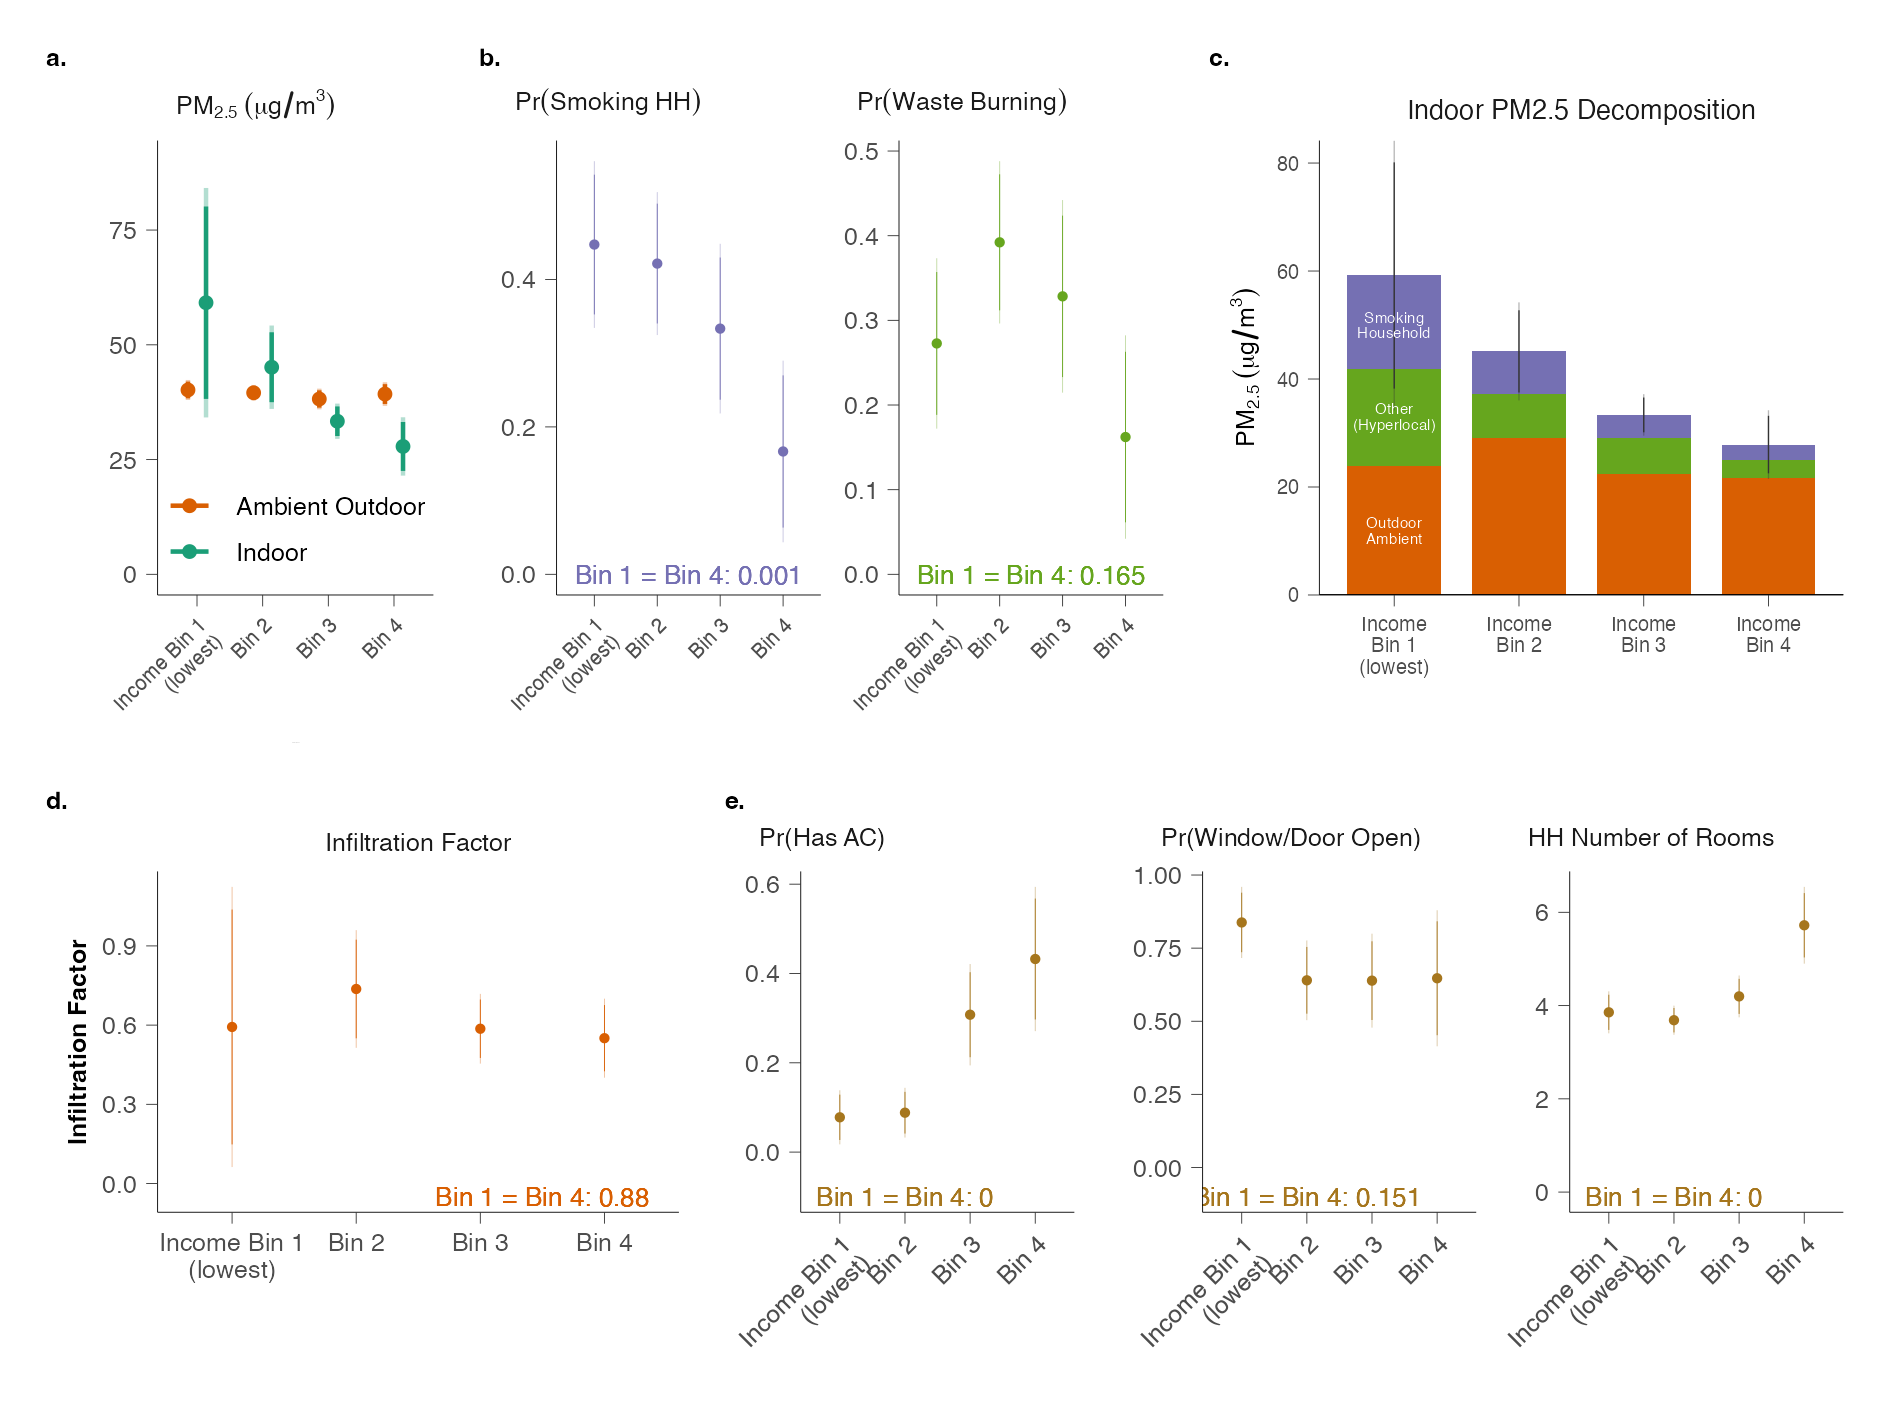 a.
PM2.5 (μg/m3)
75
50
25
0
Ambient Outdoor
Indoor
Income Bin 1
(lowest)
Bin 2
Bin 3
Bin 4
b.
Pr(Smoking HH)
0.4
0.2
0.0
Bin 1 = Bin 4: 0.001
Income Bin 1
(lowest)
Bin 2
Bin 3
Bin 4
Pr(Waste Burning)
0.5
0.4
0.3
0.2
0.1
0.0
Bin 1 = Bin 4: 0.165
Income Bin 1
(lowest)
Bin 2
Bin 3
Bin 4
c.
Indoor PM2.5 Decomposition
PM2.5 (μg/m3)
80
60
40
20
0
Smoking
Household
Other
(Hyperlocal)
Outdoor
Ambient
Income
Bin 1
(lowest)
Income
Bin 2
Income
Bin 3
Income
Bin 4
d.
Infiltration Factor
Infiltration Factor
0.9
0.6
0.3
0.0
Bin 1 = Bin 4: 0.88
Income Bin 1
(lowest)
Bin 2
Bin 3
Bin 4
e.
Pr(Has AC)
0.6
0.4
0.2
0.0
Bin 1 = Bin 4: 0
Income Bin 1
(lowest)
Bin 2
Bin 3
Bin 4
Pr(Window/Door Open)
1.00
0.75
0.50
0.25
0.00
Bin 1 = Bin 4: 0.151
Income Bin 1
(lowest)
Bin 2
Bin 3
Bin 4
HH Number of Rooms
6
4
2
0
Bin 1 = Bin 4: 0
Income Bin 1
(lowest)
Bin 2
Bin 3
Bin 4